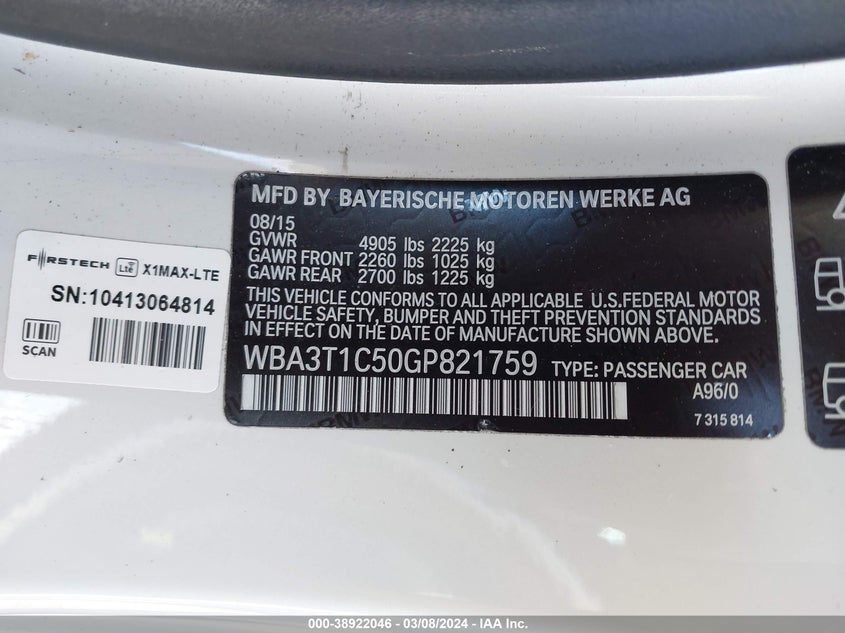 MFD BY BAYERISCHE MOTOREN WERKE AG
08/15
GVWR 4905 lbs 2225 kg
GAWR FRONT 2260 lbs 1025 kg
GAWR REAR 2700 lbs 1225 kg
THIS VEHICLE CONFORMS TO ALL APPLICABLE U.S.FEDERAL MOTOR
VEHICLE SAFETY, BUMPER AND THEFT PREVENTION STANDARDS
IN EFFECT ON THE DATE OF MANUFACTURE SHOWN ABOVE.
WBA3T1C50GP821759 TYPE: PASSENGER CAR
A96/0
7 315 814
FIRSTECH LTE X1MAX-LTE
SN:10413064814
SCAN
000-38922046 - 03/08/2024 - IAA Inc.